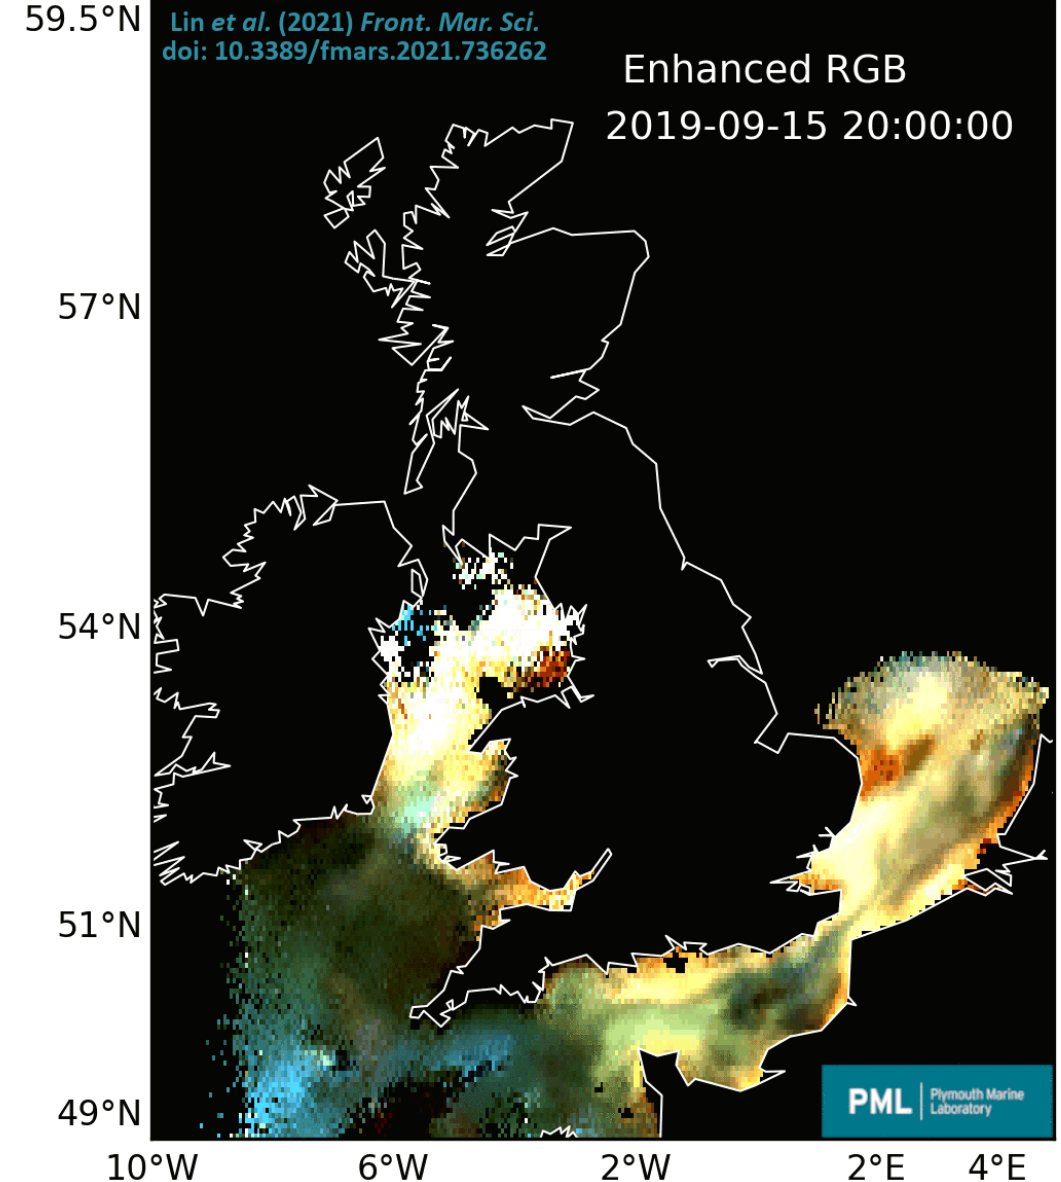 59.5°N
Lin et al. (2021) Front. Mar. Sci.
doi: 10.3389/fmars.2021.736262
Enhanced RGB
2019-09-15 20:00:00
57°N
54°N
51°N
49°N
PML
Plymouth Marine
Laboratory
10°W 6°W 2°W 2°E 4°E